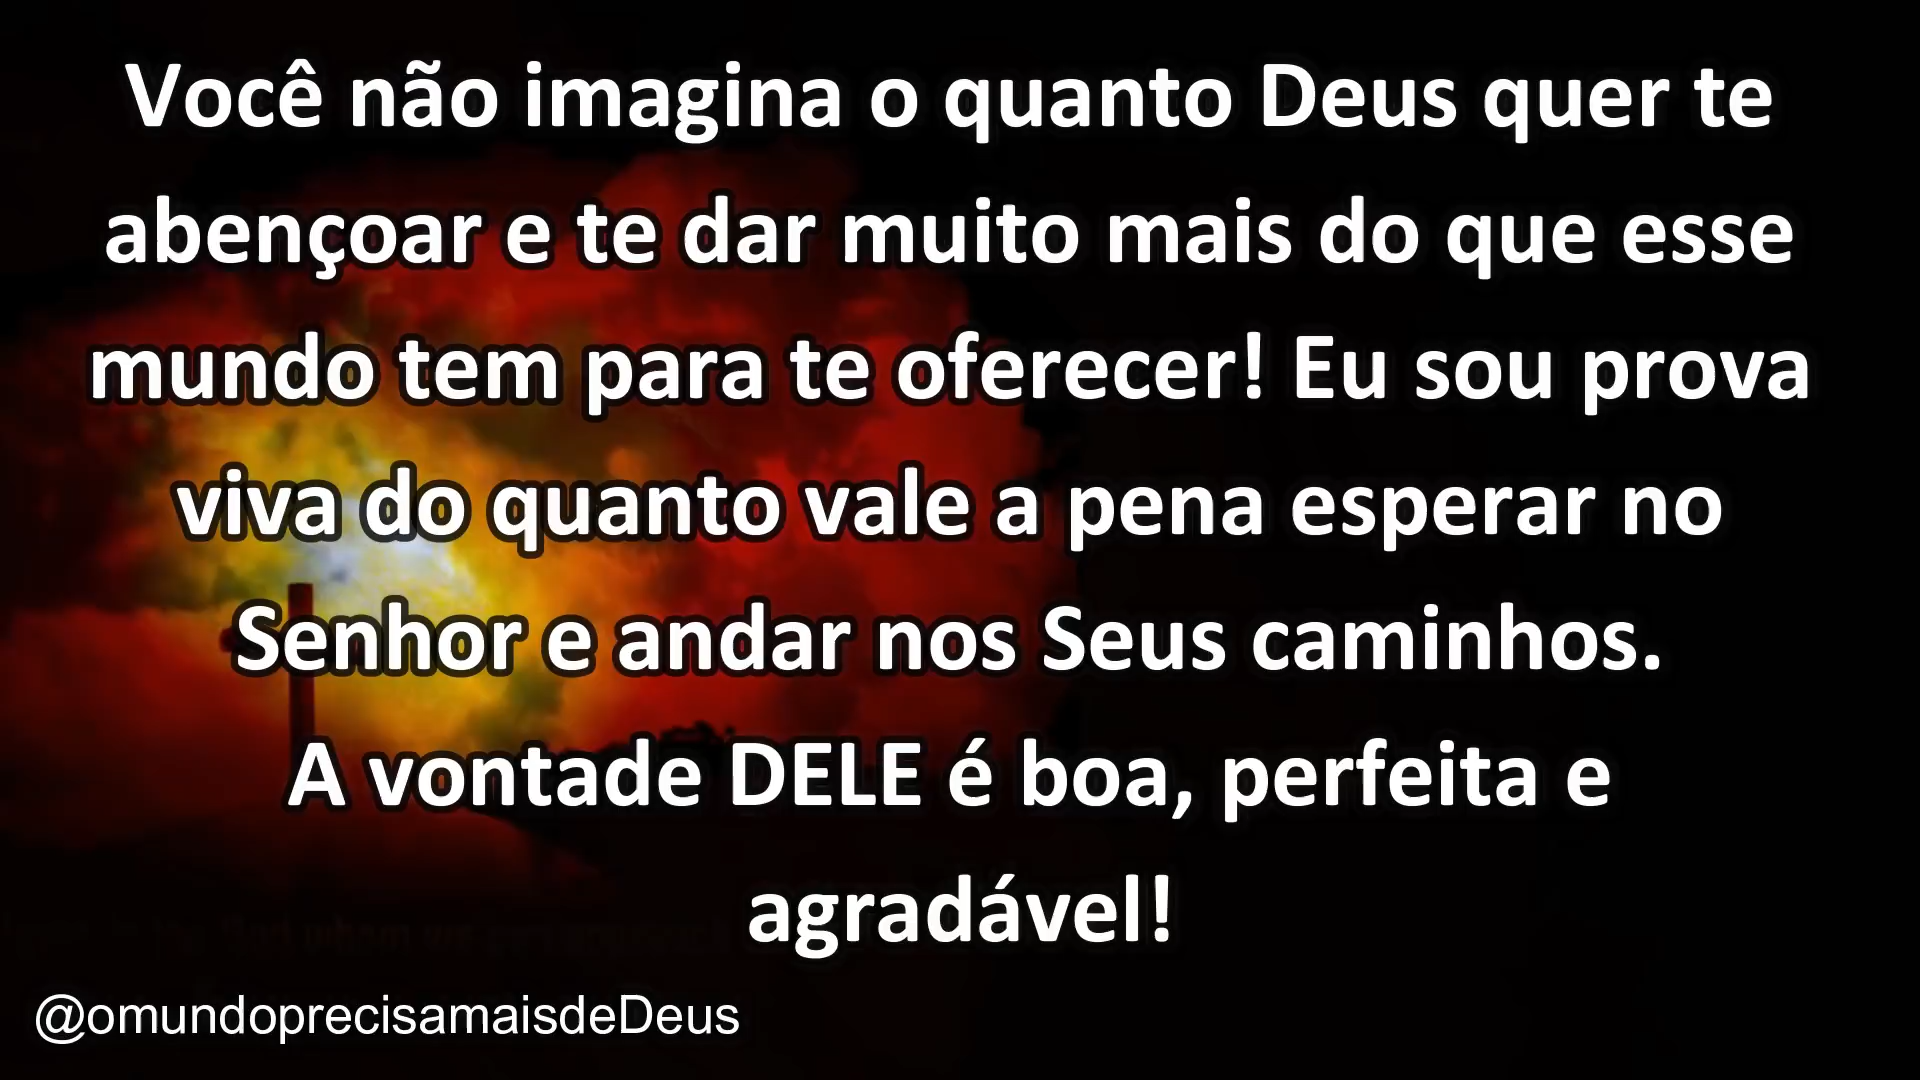 Você não imagina o quanto Deus quer te
abençoar e te dar muito mais do que esse
mundo tem para te oferecer! Eu sou prova
viva do quanto vale a pena esperar no
Senhor e andar nos Seus caminhos.
A vontade DELE é boa, perfeita e
agradável!
@omundoprecisamaisdeDeus